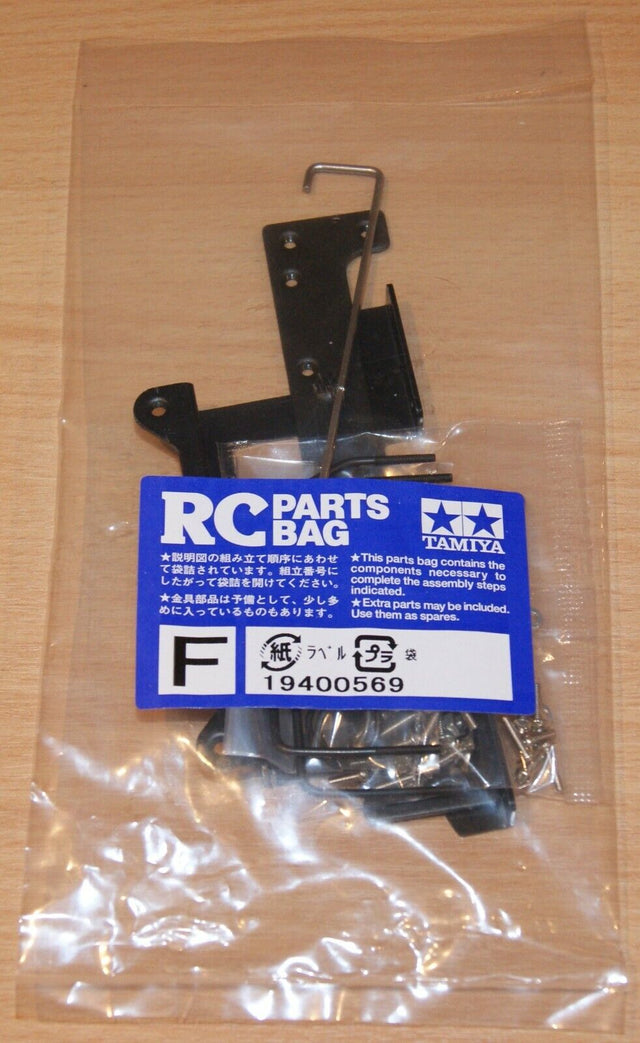 RC PARTS BAG
TAMIYA
★説明図の組み立て順序にあわせ
て袋詰されています。組立番号に
したがって袋詰を開けてください。
★金具部品は予備として、少し多
めに入っているものもあります。
★This parts bag contains the
components necessary to
complete the assembly steps
indicated.
★Extra parts may be included.
Use them as spares.
F
紙 ラベル プラ 袋
19400569